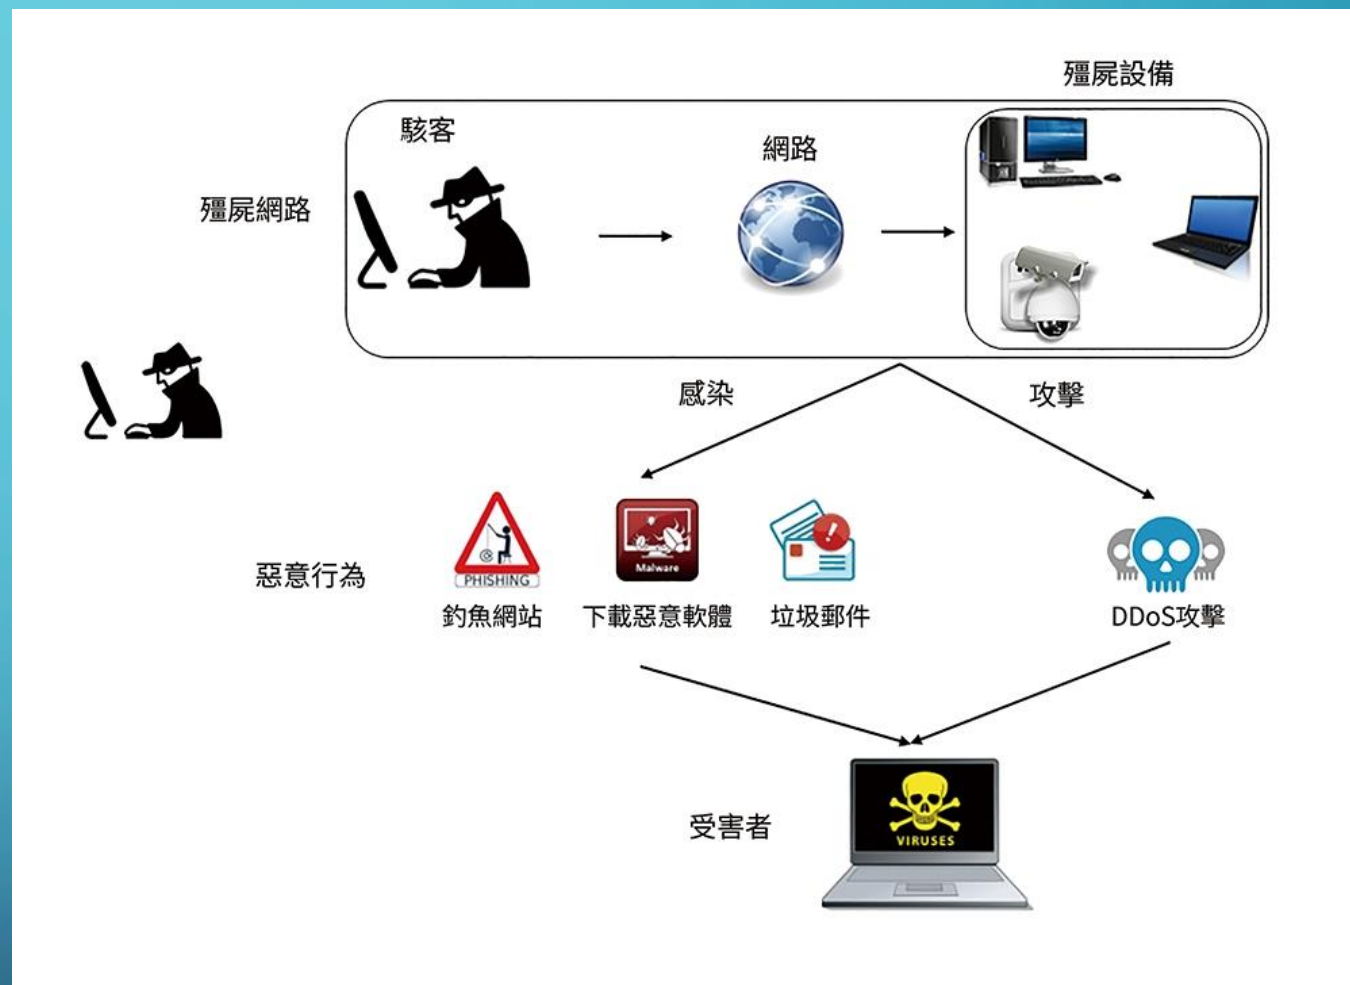 殭屍設備
駭客
網路
殭屍網路
感染
攻擊
PHISHING
Malware
惡意行為
釣魚網站
下載惡意軟體
垃圾郵件
DDoS攻擊
受害者
VIRUSES